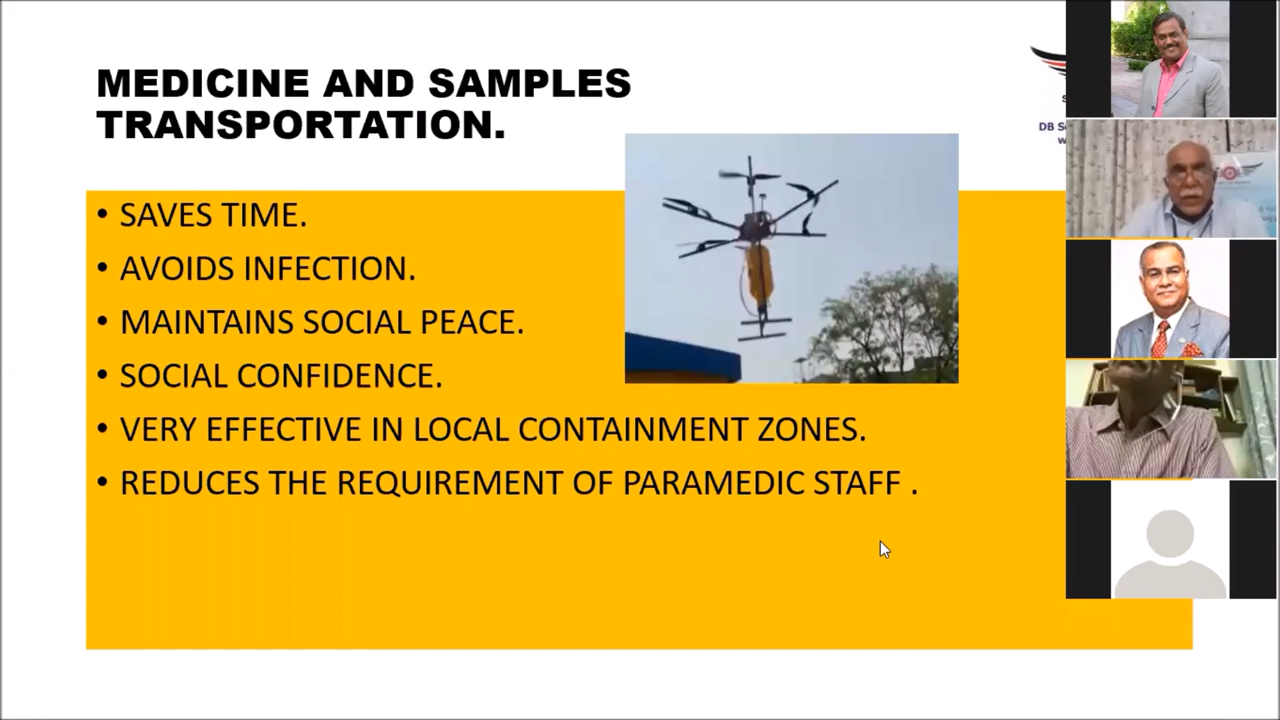 MEDICINE AND SAMPLES
TRANSPORTATION.
• SAVES TIME.
• AVOIDS INFECTION.
• MAINTAINS SOCIAL PEACE.
• SOCIAL CONFIDENCE.
• VERY EFFECTIVE IN LOCAL CONTAINMENT ZONES.
• REDUCES THE REQUIREMENT OF PARAMEDIC STAFF .
DB